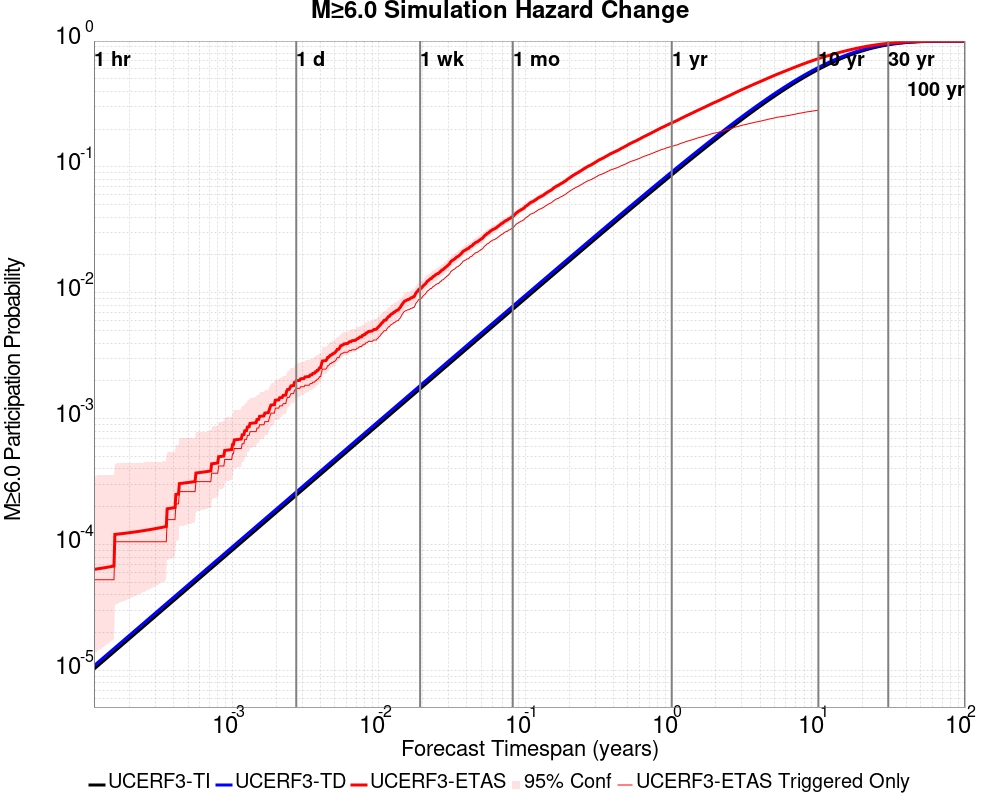 M≥6.0 Simulation Hazard Change
1 hr
1 d
1 wk
1 mo
1 yr
10 yr
30 yr
100 yr
10^0
10^-1
10^-2
10^-3
10^-4
10^-5
M≥6.0 Participation Probability
10^-3
10^-2
10^-1
10^0
10^1
10^2
Forecast Timespan (years)
UCERF3-TI UCERF3-TD UCERF3-ETAS 95% Conf UCERF3-ETAS Triggered Only